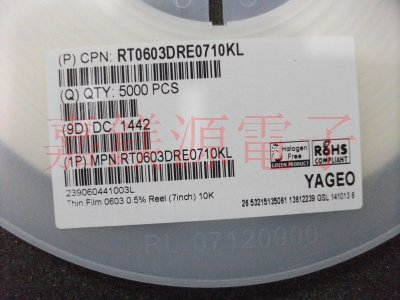 (P) CPN: RT0603DRE0710KL
(Q) QTY: 5000 PCS
(9D) DC: 1442
(1P) MPN:RT0603DRE0710KL
239060441003L
Thin Film 0603 0.5% Reel (7inch) 10K
Halogen Free
GREEN PRODUCT
RoHS
COMPLIANT
YAGEO
26 53215135061 13612239 GSL 141013 6
嘉雄源電子
PL 07120900